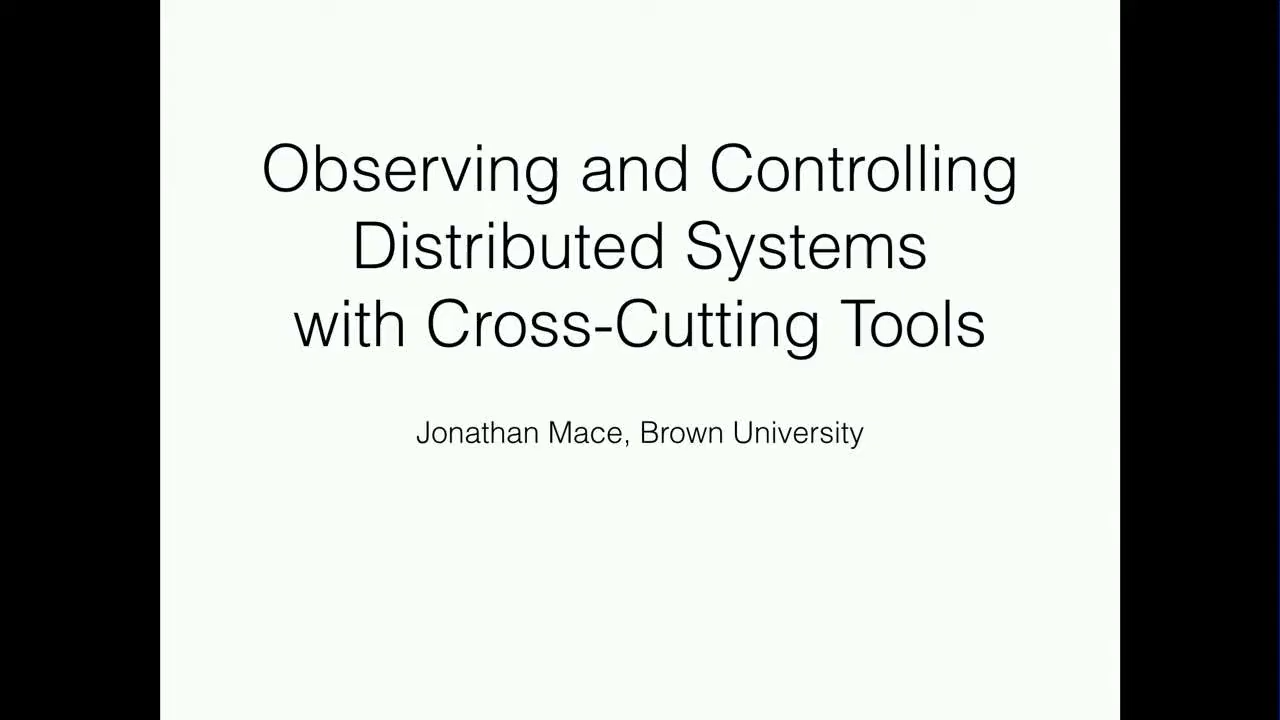 Observing and Controlling
Distributed Systems
with Cross-Cutting Tools
Jonathan Mace, Brown University